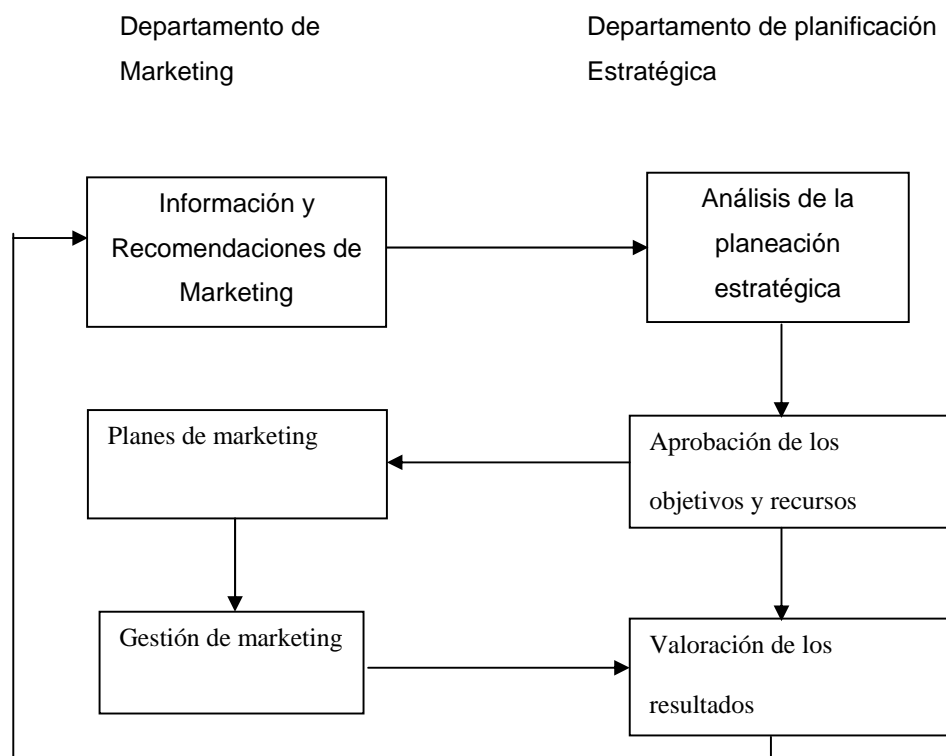 Departamento de
Marketing
Departamento de planificación
Estratégica
Información y
Recomendaciones de
Marketing
Análisis de la
planeación
estratégica
Planes de marketing
Aprobación de los
objetivos y recursos
Gestión de marketing
Valoración de los
resultados